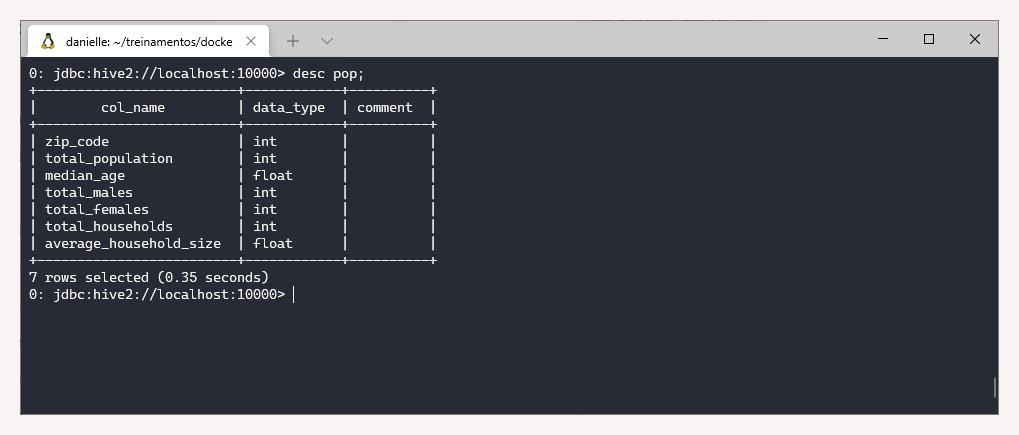 danielle: ~/treinamentos/docke
0: jdbc:hive2://localhost:10000> desc pop;
+-------------------------+------------+----------+
|        col_name         | data_type  | comment  |
+-------------------------+------------+----------+
| zip_code                | int        |          |
| total_population        | int        |          |
| median_age              | float      |          |
| total_males             | int        |          |
| total_females           | int        |          |
| total_households        | int        |          |
| average_household_size  | float      |          |
+-------------------------+------------+----------+
7 rows selected (0.35 seconds)
0: jdbc:hive2://localhost:10000>